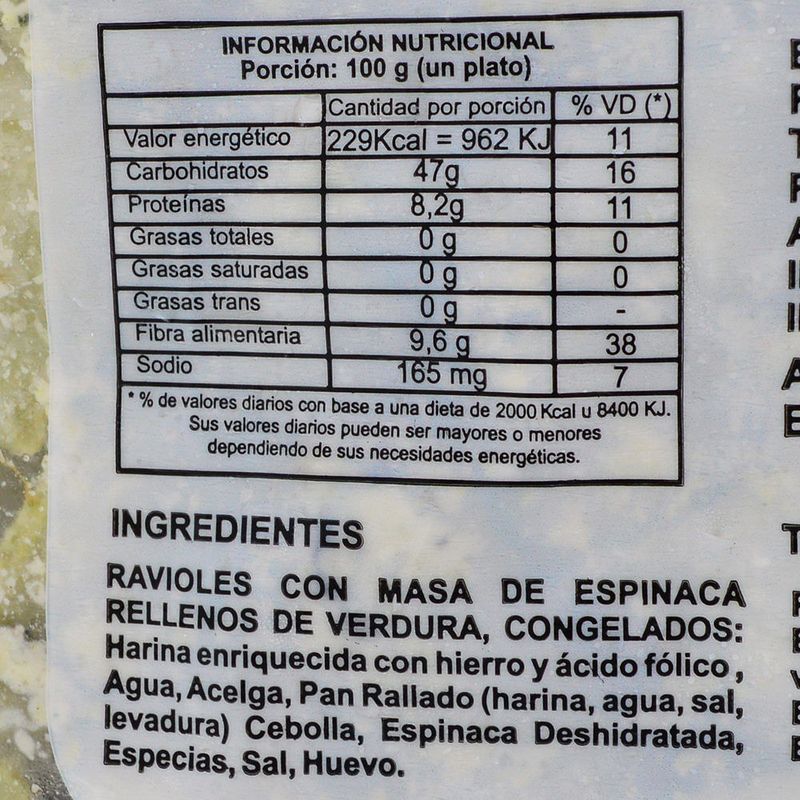 INFORMACIÓN NUTRICIONAL
Porción: 100 g (un plato)
Cantidad por porción % VD (*)
Valor energético 229Kcal = 962 KJ 11
Carbohidratos 47g 16
Proteínas 8,2g 11
Grasas totales 0 g 0
Grasas saturadas 0 g 0
Grasas trans 0 g -
Fibra alimentaria 9,6 g 38
Sodio 165 mg 7
* % de valores diarios con base a una dieta de 2000 Kcal u 8400 KJ.
Sus valores diarios pueden ser mayores o menores
dependiendo de sus necesidades energéticas.
INGREDIENTES
RAVIOLES CON MASA DE ESPINACA
RELLENOS DE VERDURA, CONGELADOS:
Harina enriquecida con hierro y ácido fólico,
Agua, Acelga, Pan Rallado (harina, agua, sal,
levadura) Cebolla, Espinaca Deshidratada,
Especias, Sal, Huevo.